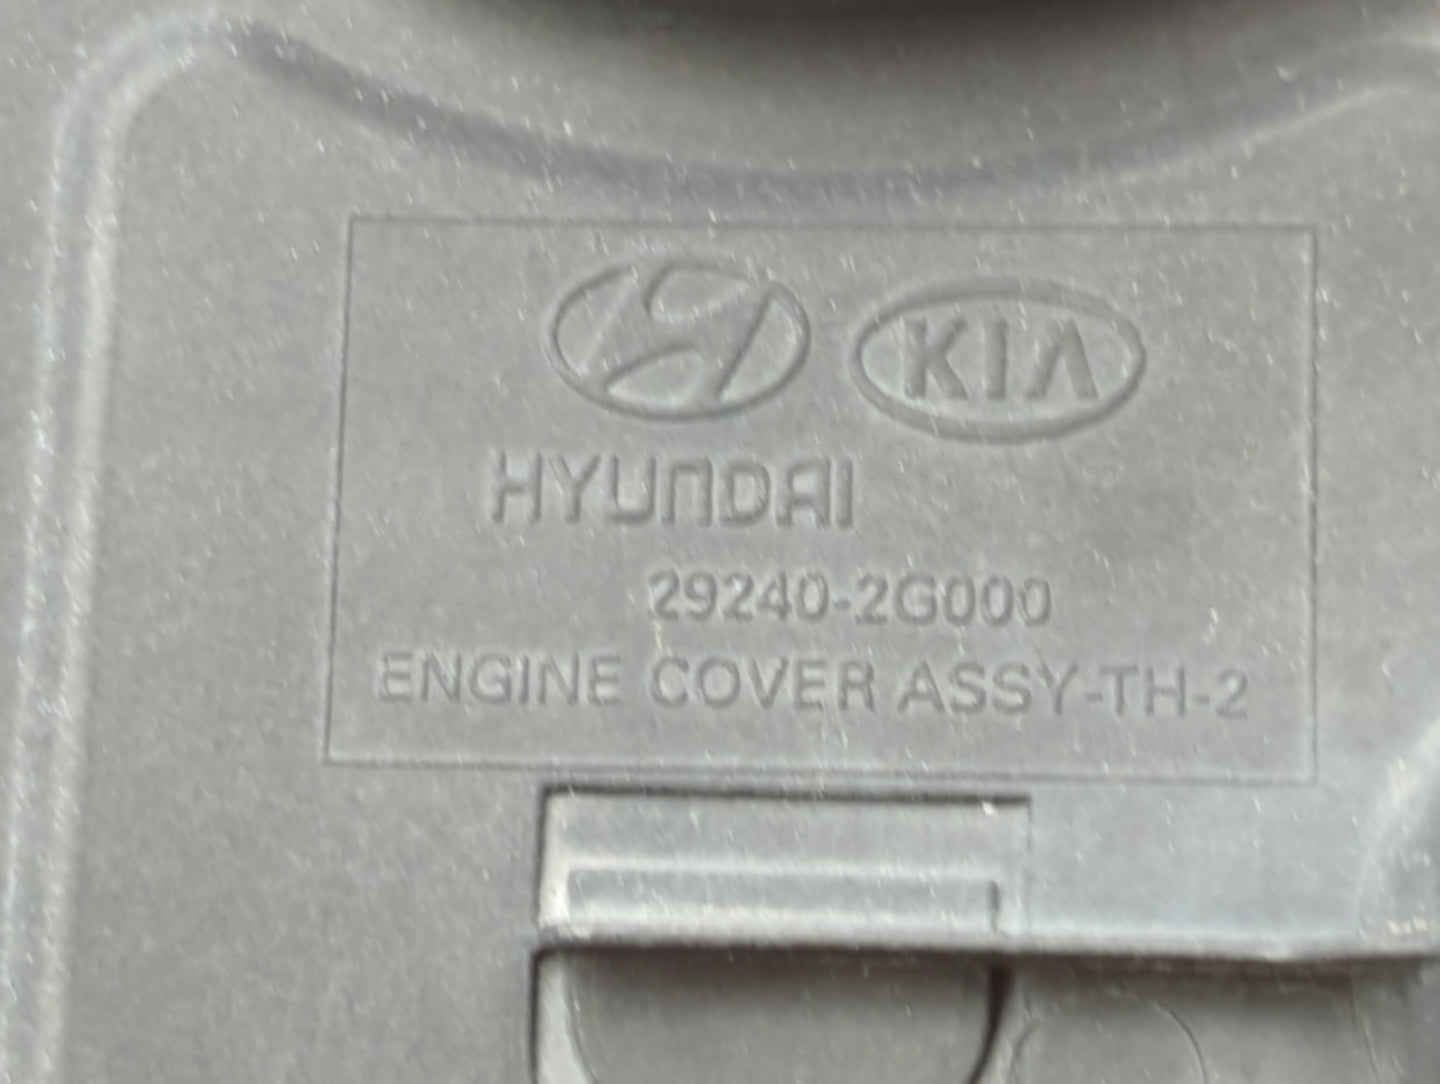 KIA
HYUNDAI
29240-2G000
ENGINE COVER ASSY-TH-2